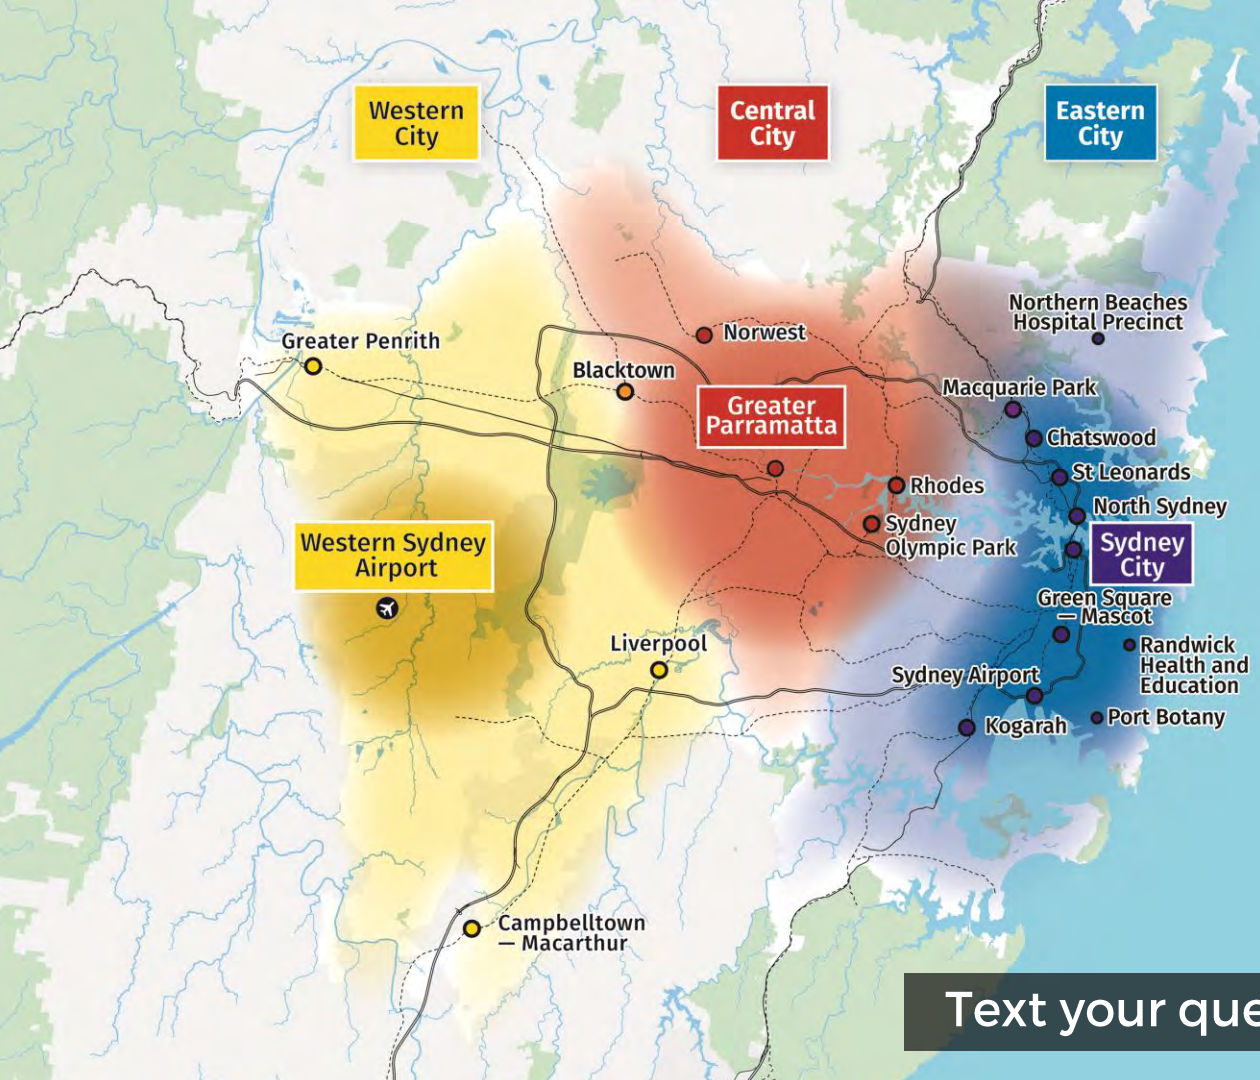 Western
City
Central
City
Eastern
City
Northern Beaches
Hospital Precinct
Norwest
Greater Penrith
Blacktown
Macquarie Park
Greater
Parramatta
Chatswood
St Leonards
Rhodes
North Sydney
Sydney
Olympic Park
Western Sydney
Airport
Sydney
City
Green Square
— Mascot
Liverpool
Randwick
Health and
Education
Sydney Airport
Port Botany
Kogarah
Campbelltown
— Macarthur
Text your que